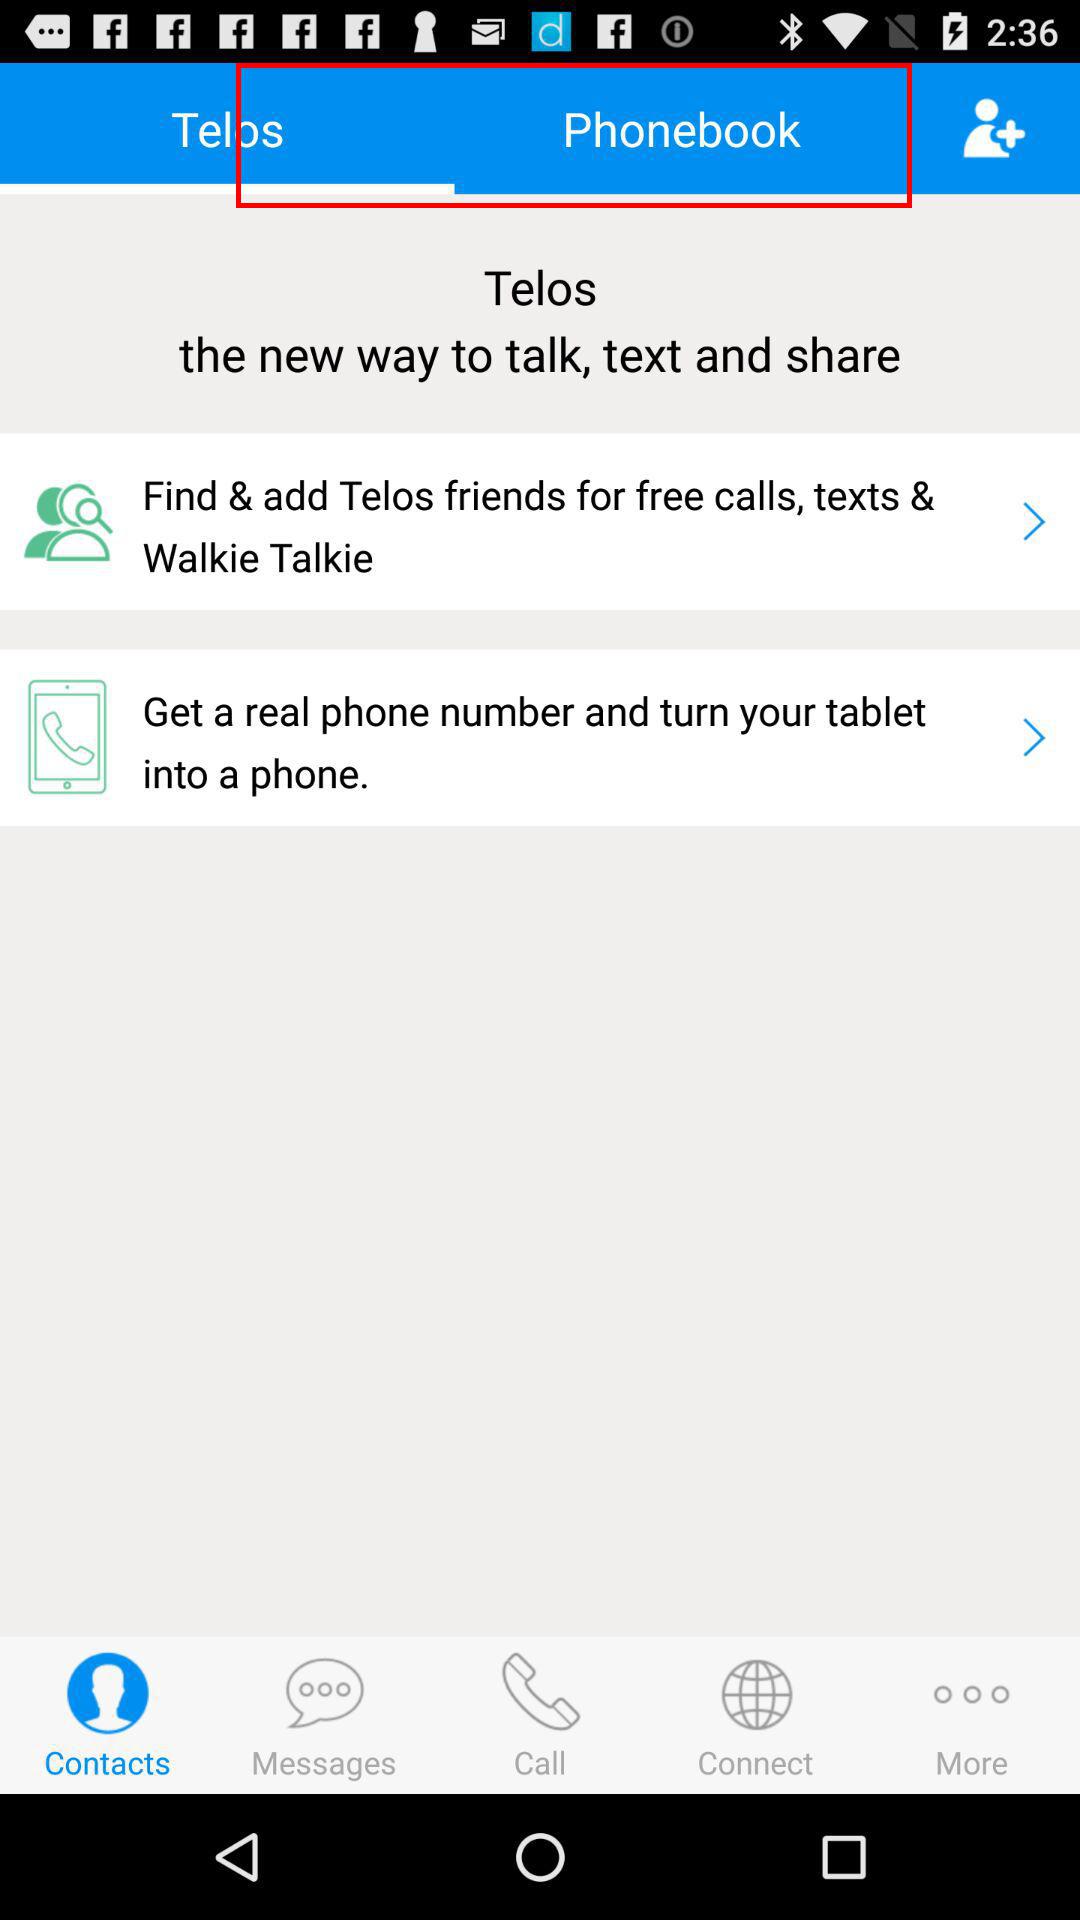 2:36
Telos Phonebook
Telos
the new way to talk, text and share
Find & add Telos friends for free calls, texts &
Walkie Talkie
Get a real phone number and turn your tablet
into a phone.
Contacts Messages Call Connect More